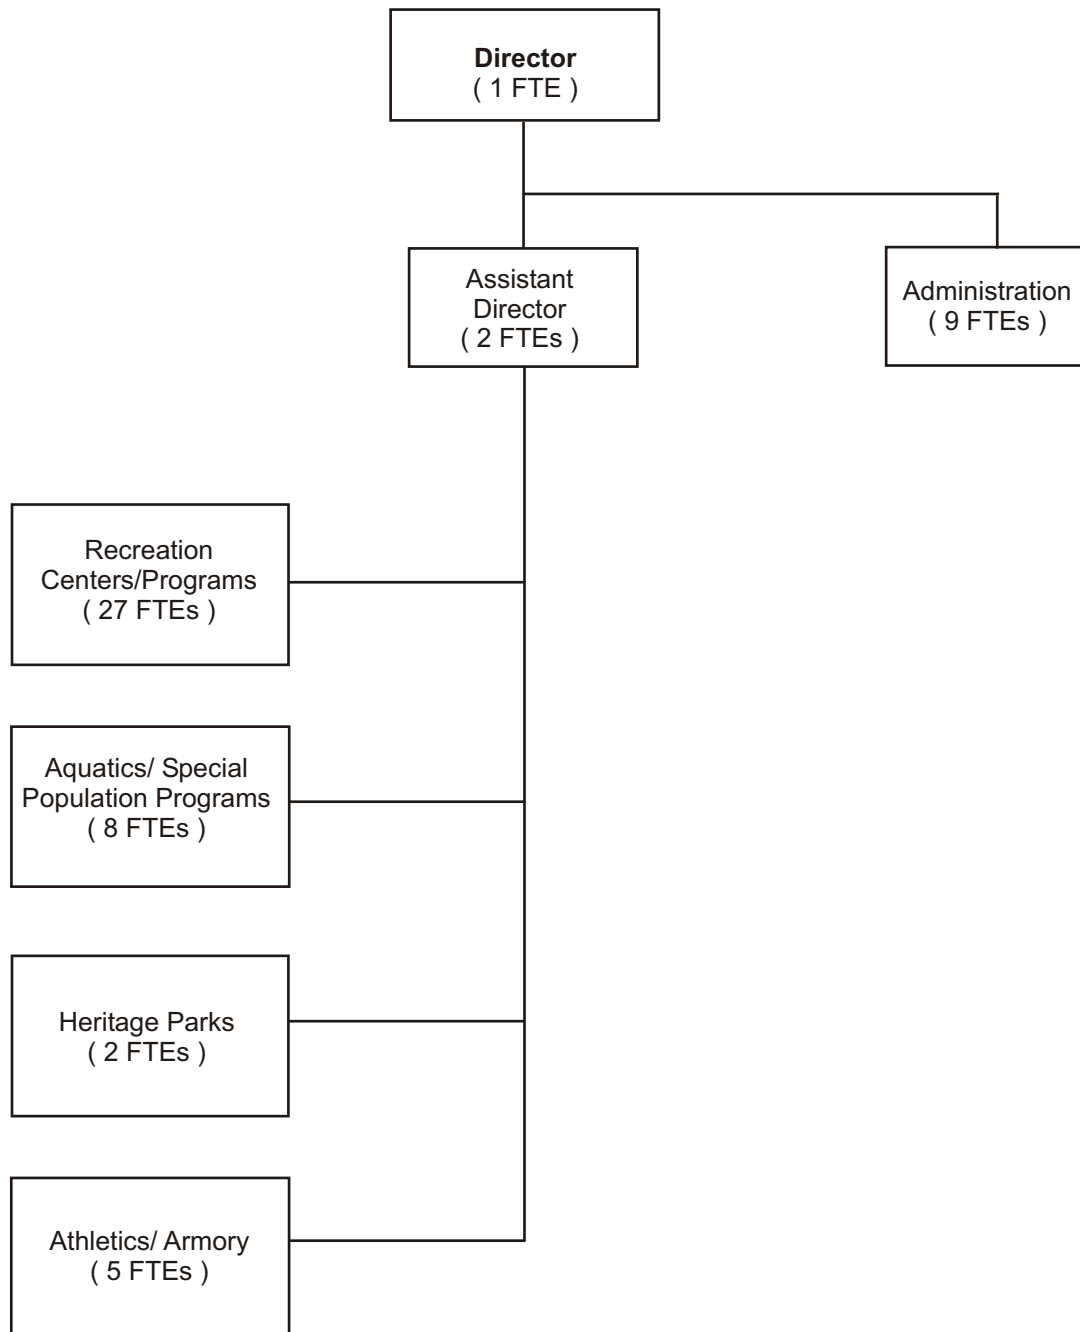 Director
( 1 FTE )
Assistant
Director
( 2 FTEs )
Administration
( 9 FTEs )
Recreation
Centers/Programs
( 27 FTEs )
Aquatics/ Special
Population Programs
( 8 FTEs )
Heritage Parks
( 2 FTEs )
Athletics/ Armory
( 5 FTEs )